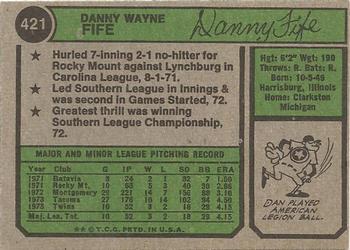 421
DANNY WAYNE
FIFE
Danny Fife
★ Hurled 7-inning 2-1 no-hitter
for Rocky Mount against Lynchburg in
Carolina League, 8-1-71.
★ Led Southern League in Innings &
was second in Games Started, 72.
★ Greatest thrill was winning
Southern League Championship,
72.
Hgt: 6'2" Wgt: 190
Throws: R. Bats: R.
Born: 10-5-49
Harrisburg, Illinois
Home: Clarkston
Michigan
MAJOR AND MINOR LEAGUE PITCHING RECORD
Year Club G IP W L SO BB ERA
1971 Batavia
1971 Rocky Mt.
1972 Montgomery
1973 Tacoma
1973 Twins
Maj. Lea. Tot.
DAN PLAYED
AMERICAN
LEGION BALL.
★★ © T.C.G. PRTD. IN U.S.A.